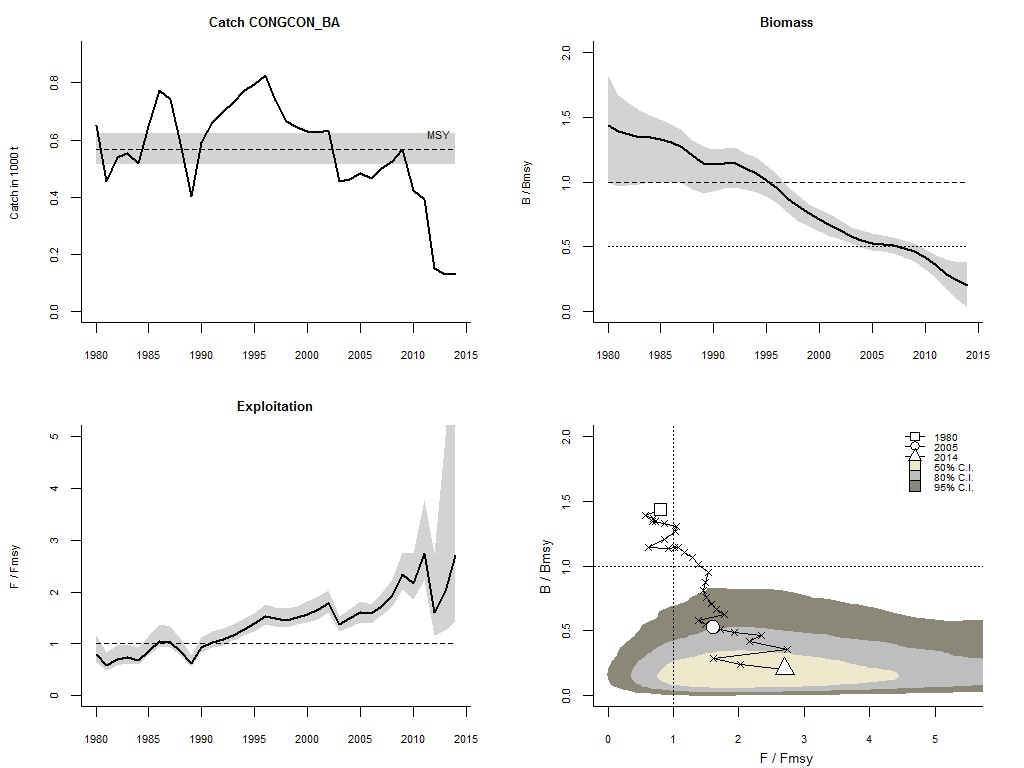 Catch CONGCON_BA
Catch in 1000 t
0.0 0.2 0.4 0.6 0.8
MSY
1980 1985 1990 1995 2000 2005 2010 2015
Biomass
B / Bmsy
0.0 0.5 1.0 1.5 2.0
1980 1985 1990 1995 2000 2005 2010 2015
Exploitation
F / Fmsy
0 1 2 3 4 5
1980 1985 1990 1995 2000 2005 2010 2015
B / Bmsy
0.0 0.5 1.0 1.5 2.0
1980
2005
2014
50% C.I.
80% C.I.
95% C.I.
0 1 2 3 4 5
F / Fmsy